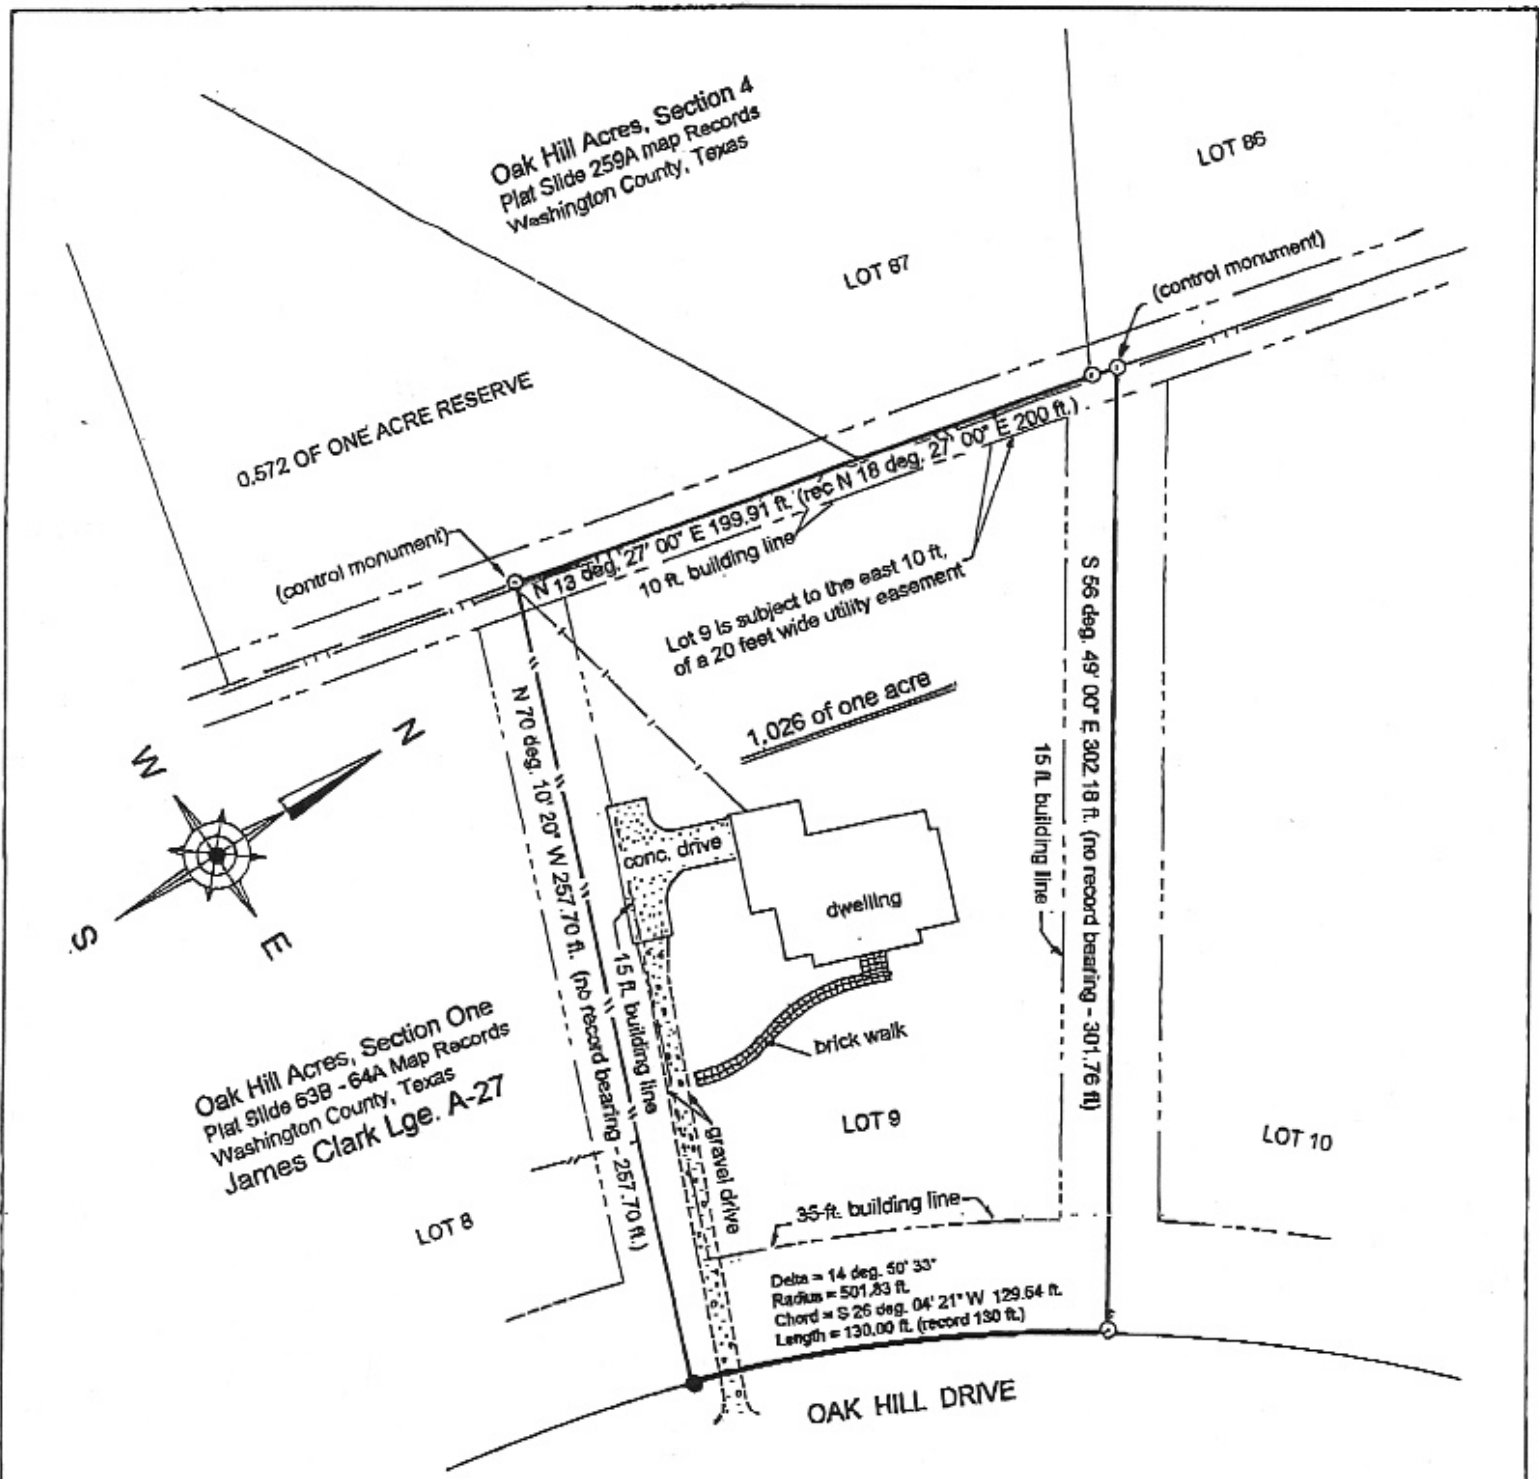 Oak Hill Acres, Section 4
Plat Slide 259A map Records
Washington County, Texas
LOT 86
LOT 87
(control monument)
0.572 OF ONE ACRE RESERVE
(control monument)
N 13 deg. 27' 00" E 199.91 ft. (rec N 18 deg. 27' 00" E 200 ft.)
10 ft. building line
Lot 9 is subject to the east 10 ft.
of a 20 feet wide utility easement
1.026 of one acre
N 70 deg. 10' 20" W 257.70 ft. (no record bearing - 257.70 ft.)
S 56 deg. 49' 00" E 302.18 ft. (no record bearing - 301.76 ft)
15 ft. building line
W
N
S
E
conc. drive
dwelling
15 ft. building line
brick walk
gravel drive
Oak Hill Acres, Section One
Plat Slide 63B - 64A Map Records
Washington County, Texas
James Clark Lge. A-27
LOT 9
LOT 10
LOT 8
35 ft. building line
Delta = 14 deg. 50' 33"
Radius = 501.83 ft.
Chord = S 26 deg. 04' 21" W 129.64 ft.
Length = 130.00 ft. (record 130 ft.)
OAK HILL DRIVE